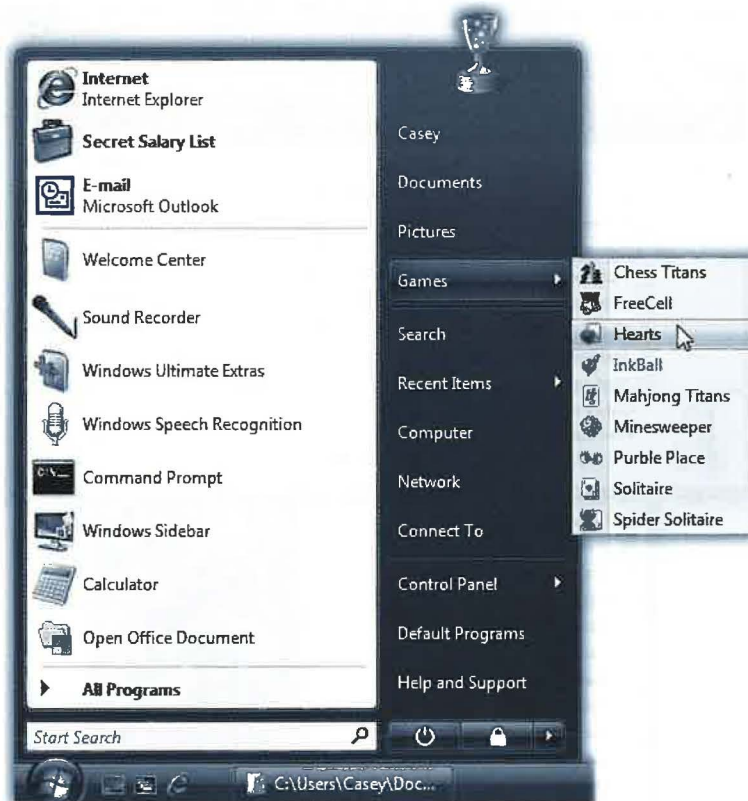 Internet
Internet Explorer
Secret Salary List
E-mail
Microsoft Outlook
Welcome Center
Sound Recorder
Windows Ultimate Extras
Windows Speech Recognition
Command Prompt
Windows Sidebar
Calculator
Open Office Document
All Programs
Start Search
Casey
Documents
Pictures
Games
Search
Recent Items
Computer
Network
Connect To
Control Panel
Default Programs
Help and Support
Chess Titans
FreeCell
Hearts
InkBall
Mahjong Titans
Minesweeper
Purble Place
Solitaire
Spider Solitaire
C:\Users\Casey\Doc...